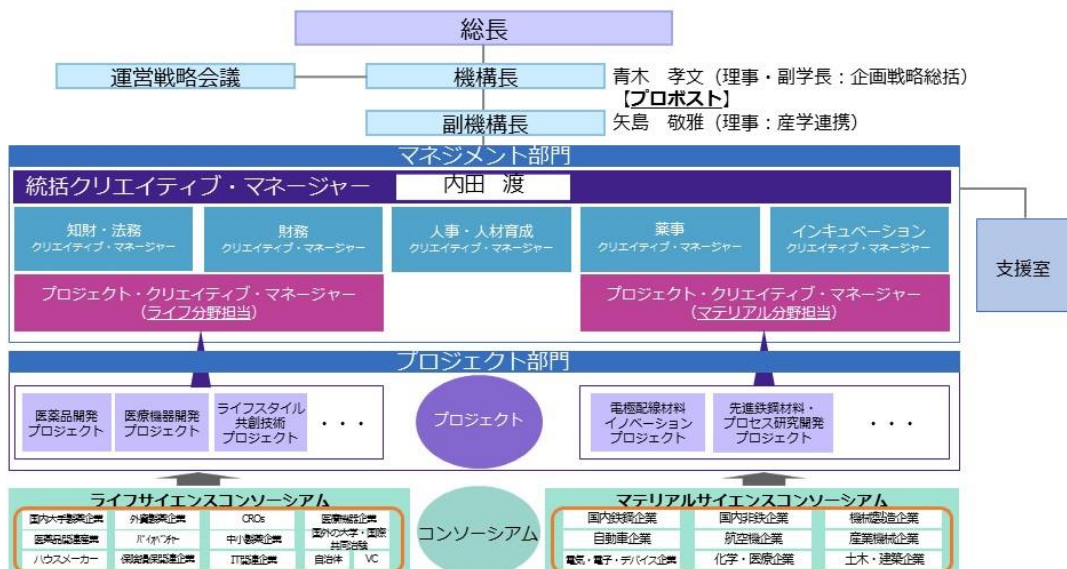 総長
運営戦略会議
機構長
青木 孝文（理事・副学長：企画戦略総括）
【プロボスト】
副機構長
矢島 敬雅（理事：産学連携）
マネジメント部門
統括クリエイティブ・マネージャー
内田 渡
知財・法務
クリエイティブ・マネージャー
財務
クリエイティブ・マネージャー
人事・人材育成
クリエイティブ・マネージャー
薬事
クリエイティブ・マネージャー
インキュベーション
クリエイティブ・マネージャー
支援室
プロジェクト・クリエイティブ・マネージャー
（ライフ分野担当）
プロジェクト・クリエイティブ・マネージャー
（マテリアル分野担当）
プロジェクト部門
医薬品開発
プロジェクト
医療機器開発
プロジェクト
ライフスタイル
共創技術
プロジェクト
・・・
プロジェクト
電極配線材料
イノベーション
プロジェクト
先進鉄鋼材料・
プロセス研究開発
プロジェクト
・・・
ライフサイエンスコンソーシアム
国内大手製薬企業
外資製薬企業
CROs
医療機器企業
医薬品関連産業
バイオベンチャー
中小製薬企業
国外の大学・国際
共同治験
ハウスメーカー
保険損保関連企業
IT関連企業
自治体
VC
コンソーシアム
マテリアルサイエンスコンソーシアム
国内鉄鋼企業
国内非鉄企業
機械製造企業
自動車企業
航空機企業
産業機械企業
電気・電子・デバイス企業
化学・医療企業
土木・建築企業